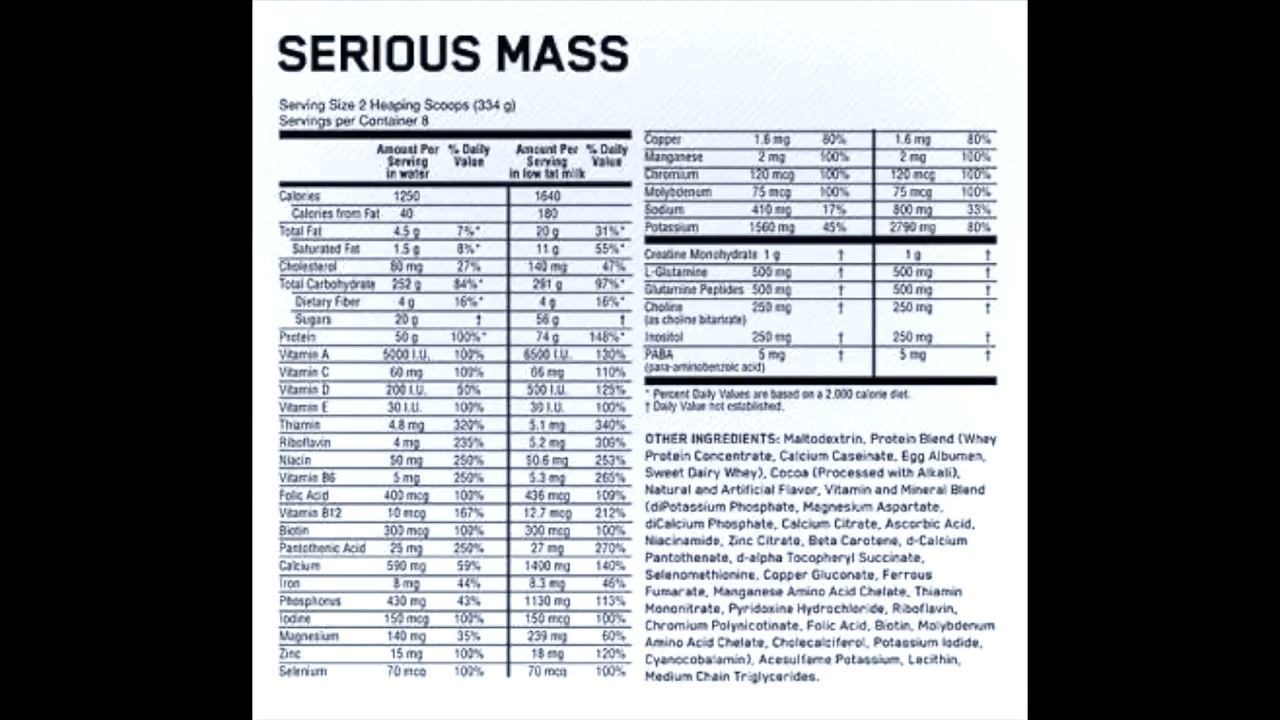 SERIOUS MASS
Serving Size 2 Heaping Scoops (334 g)
Servings per Container 8
Amount Per Serving in water % Daily Value Amount Per Serving in low fat milk % Daily Value
Calories 1250 1640
Calories from Fat 40 180
Total Fat 4.5 g 7%* 20 g 31%*
Saturated Fat 1.5 g 8%* 11 g 55%*
Cholesterol 80 mg 27% 140 mg 47%
Total Carbohydrate 252 g 84%* 291 g 97%*
Dietary Fiber 4 g 16%* 4 g 16%*
Sugars 20 g † 56 g †
Protein 50 g 100%* 74 g 148%*
Vitamin A 5000 I.U. 100% 6500 I.U. 130%
Vitamin C 60 mg 100% 66 mg 110%
Vitamin D 200 I.U. 50% 500 I.U. 125%
Vitamin E 30 I.U. 100% 30 I.U. 100%
Thiamin 4.8 mg 320% 5.1 mg 340%
Riboflavin 4 mg 235% 5.2 mg 306%
Niacin 50 mg 250% 50.6 mg 253%
Vitamin B6 5 mg 250% 5.3 mg 265%
Folic Acid 400 mcg 100% 436 mcg 109%
Vitamin B12 10 mcg 167% 12.7 mcg 212%
Biotin 300 mcg 100% 300 mcg 100%
Pantothenic Acid 25 mg 250% 27 mg 270%
Calcium 590 mg 59% 1400 mg 140%
Iron 8 mg 44% 8.3 mg 46%
Phosphorus 430 mg 43% 1130 mg 113%
Iodine 150 mcg 100% 150 mcg 100%
Magnesium 140 mg 35% 239 mg 60%
Zinc 15 mg 100% 18 mg 120%
Selenium 70 mcg 100% 70 mcg 100%
Copper 1.6 mg 80% 1.6 mg 80%
Manganese 2 mg 100% 2 mg 100%
Chromium 120 mcg 100% 120 mcg 100%
Molybdenum 75 mcg 100% 75 mcg 100%
Sodium 410 mg 17% 800 mg 33%
Potassium 1560 mg 45% 2790 mg 80%
Creatine Monohydrate 1 g † 1 g †
L-Glutamine 500 mg † 500 mg †
Glutamine Peptides 500 mg † 500 mg †
Choline 250 mg † 250 mg †
(as choline bitartrate)
Inositol 250 mg † 250 mg †
PABA 5 mg † 5 mg †
(para-aminobenzoic acid)
* Percent Daily Values are based on a 2,000 calorie diet.
† Daily Value not established.
OTHER INGREDIENTS: Maltodextrin, Protein Blend (Whey
Protein Concentrate, Calcium Caseinate, Egg Albumen,
Sweet Dairy Whey), Cocoa (Processed with Alkali),
Natural and Artificial Flavor, Vitamin and Mineral Blend
(diPotassium Phosphate, Magnesium Aspartate,
diCalcium Phosphate, Calcium Citrate, Ascorbic Acid,
Niacinamide, Zinc Citrate, Beta Carotene, d-Calcium
Pantothenate, d-alpha Tocopheryl Succinate,
Selenomethionine, Copper Gluconate, Ferrous
Fumarate, Manganese Amino Acid Chelate, Thiamin
Mononitrate, Pyridoxine Hydrochloride, Riboflavin,
Chromium Polynicotinate, Folic Acid, Biotin, Molybdenum
Amino Acid Chelate, Cholecalciferol, Potassium Iodide,
Cyanocobalamin), Acesulfame Potassium, Lecithin,
Medium Chain Triglycerides.